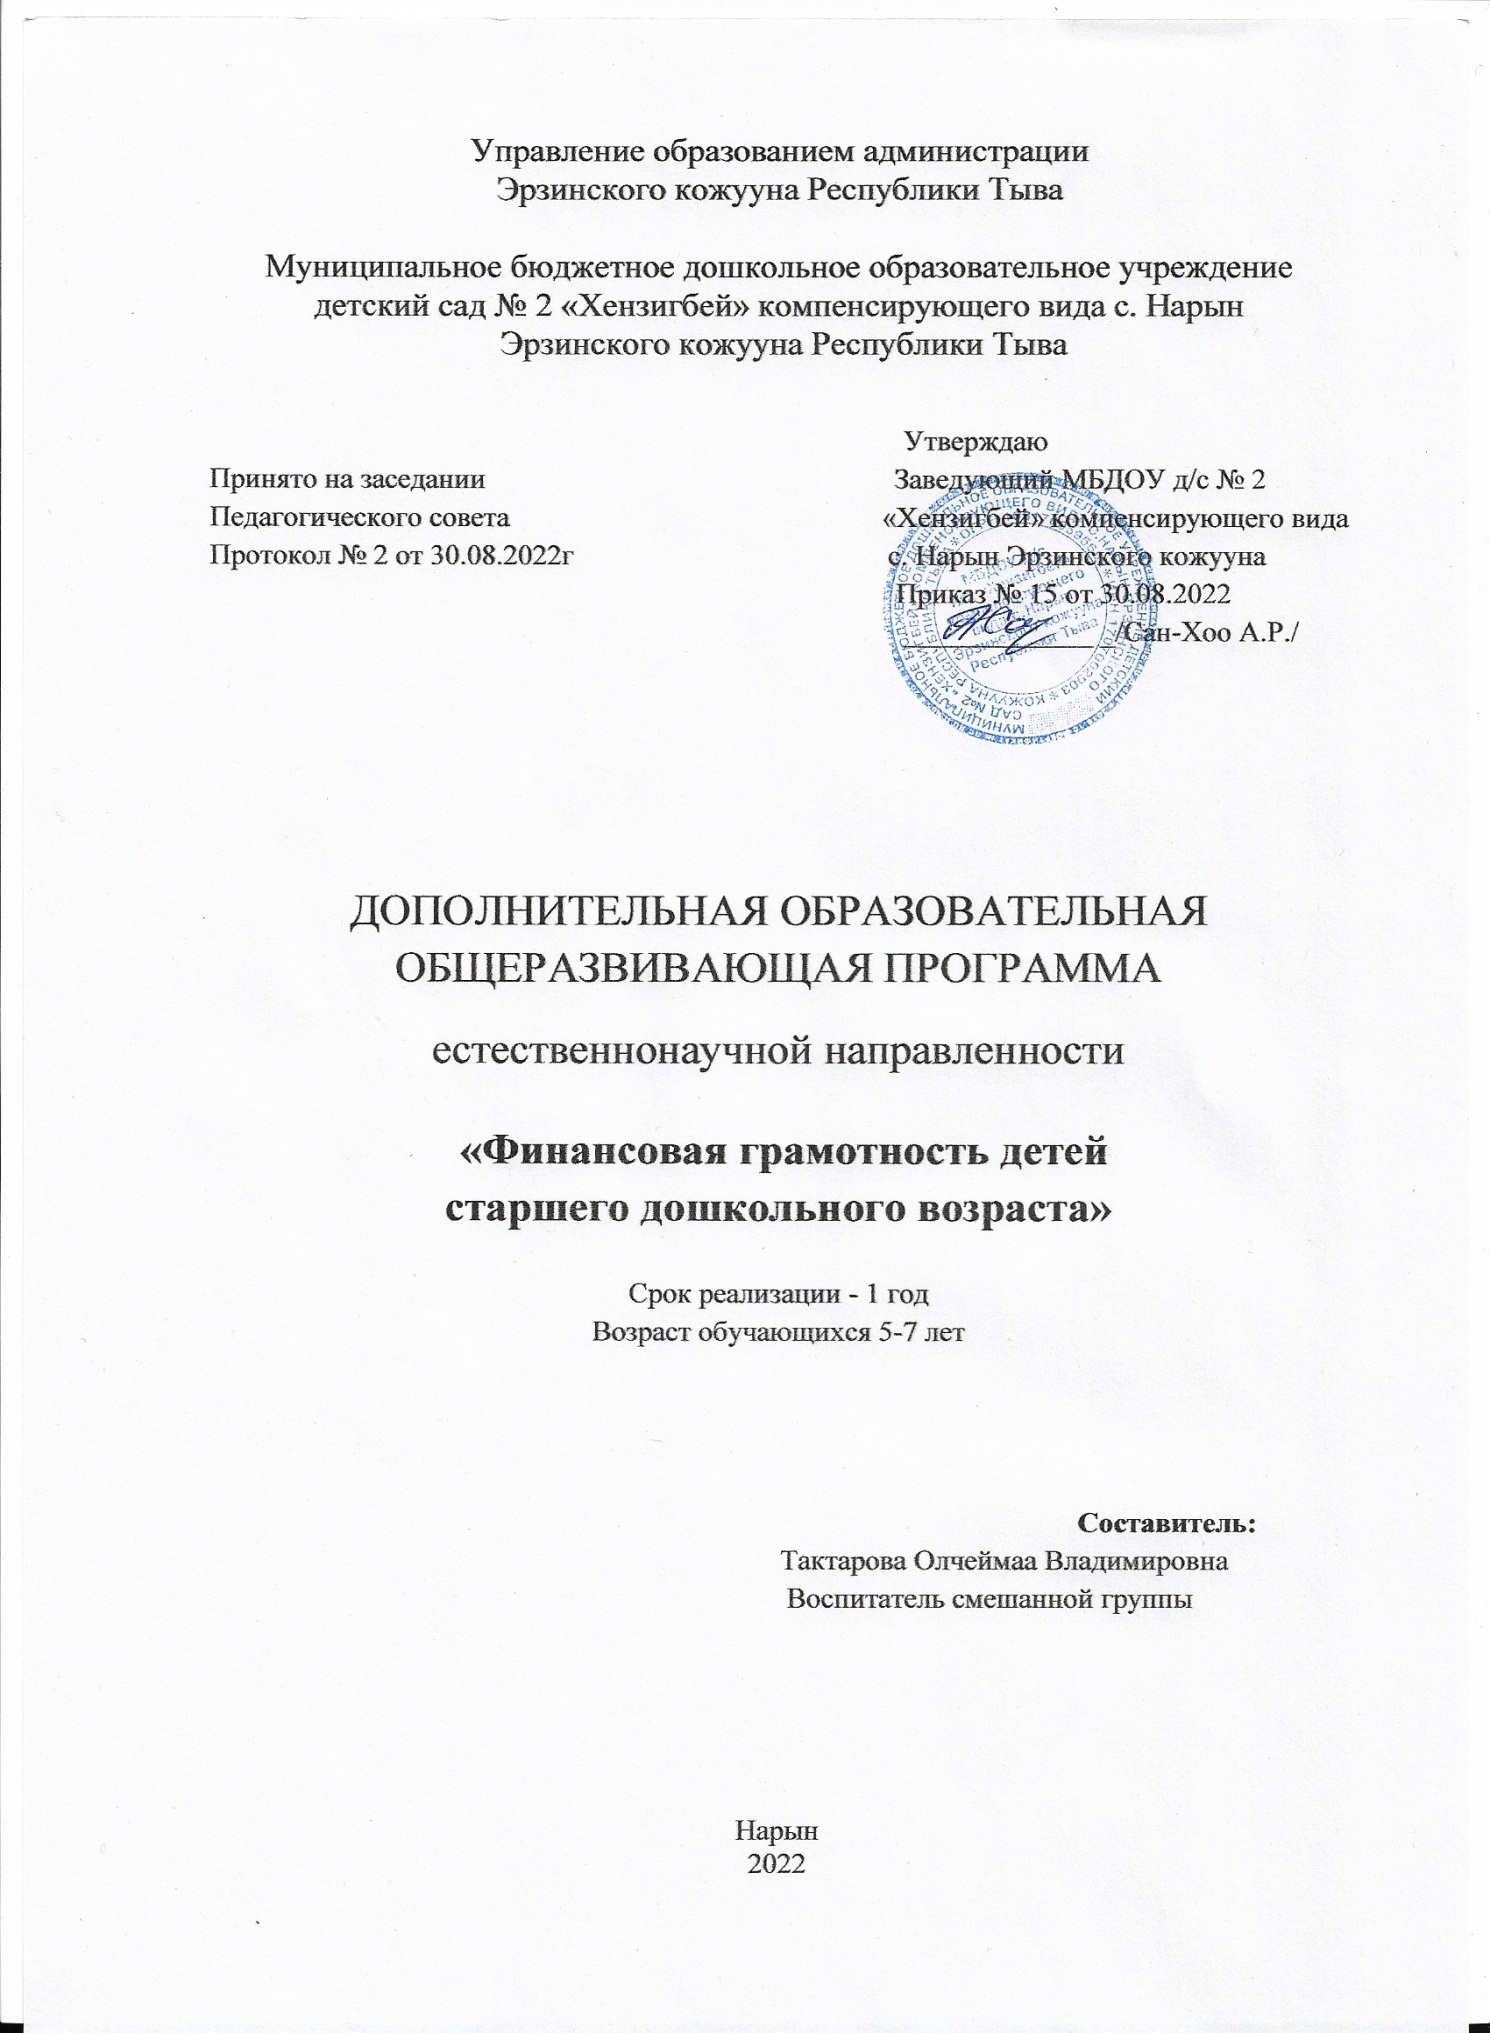 Управление образованием администрации
Эрзинского кожууна Республики Тыва
Муниципальное бюджетное дошкольное образовательное учреждение
детский сад № 2 «Хензигбей» компенсирующего вида с. Нарын
Эрзинского кожууна Республики Тыва
Утверждаю
Принято на заседании
Заведующий МБДОУ д/с № 2
Педагогического совета
«Хензигбей» компенсирующего вида
Протокол № 2 от 30.08.2022г
с. Нарын Эрзинского кожууна
Приказ № 15 от 30.08.2022
/Сан-Хоо А.Р./
ДОПОЛНИТЕЛЬНАЯ ОБРАЗОВАТЕЛЬНАЯ
ОБЩЕРАЗВИВАЮЩАЯ ПРОГРАММА
естественнонаучной направленности
«Финансовая грамотность детей
старшего дошкольного возраста»
Срок реализации - 1 год
Возраст обучающихся 5-7 лет
Составитель:
Тактарова Олчеймаа Владимировна
Воспитатель смешанной группы
Нарын
2022